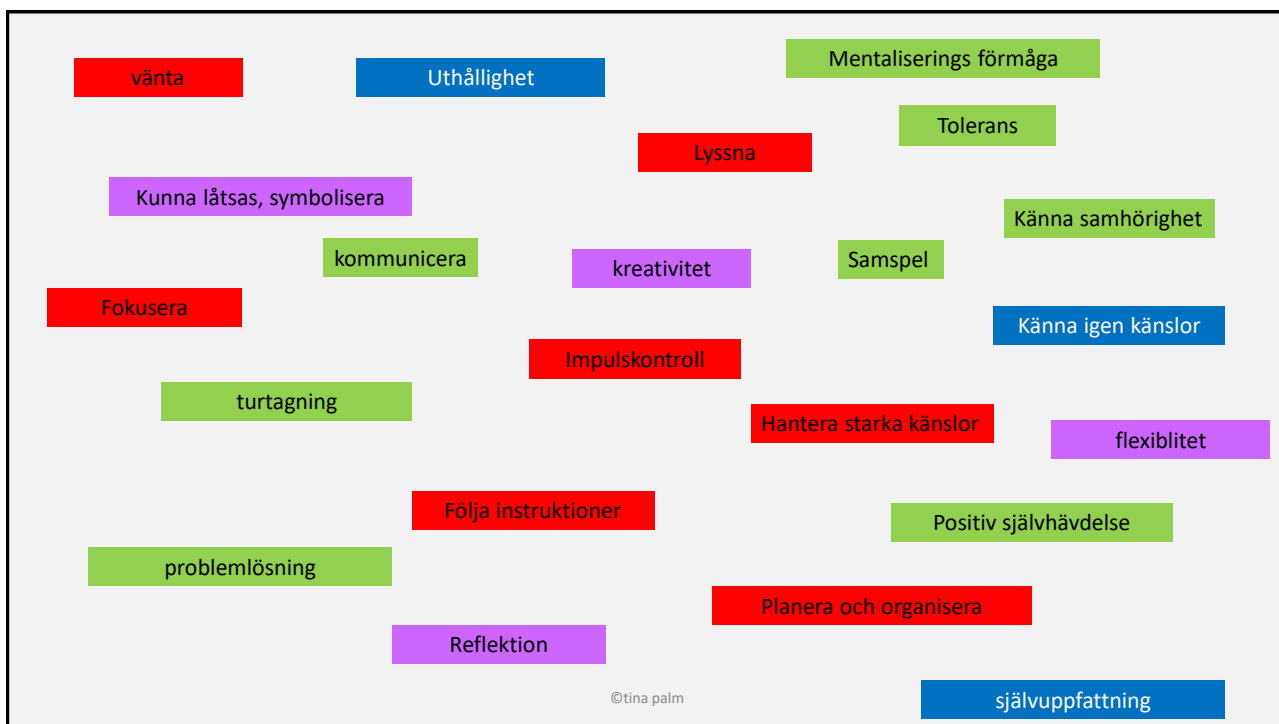 vänta
Uthållighet
Mentaliserings förmåga
Tolerans
Lyssna
Kunna låtsas, symbolisera
Känna samhörighet
kommunicera
kreativitet
Samspel
Fokusera
Känna igen känslor
Impulskontroll
turtagning
Hantera starka känslor
flexiblitet
Följa instruktioner
Positiv självhävdelse
problemlösning
Planera och organisera
Reflektion
©tina palm
självuppfattning